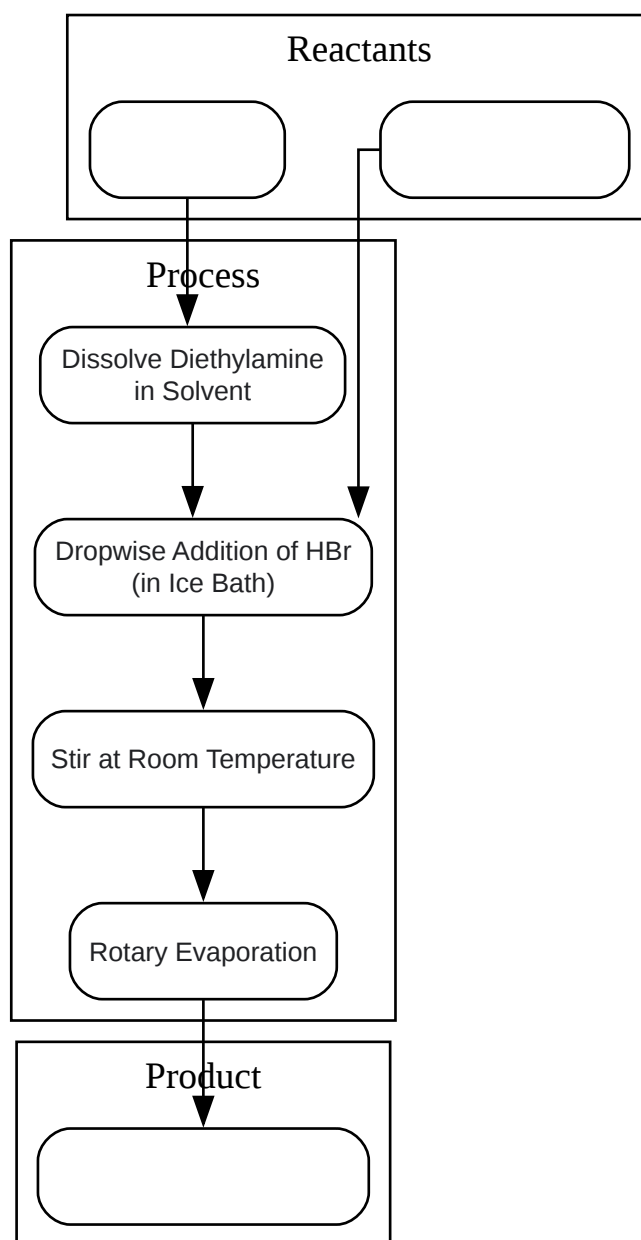 Reactants
Process
Dissolve Diethylamine
in Solvent
Dropwise Addition of HBr
(in Ice Bath)
Stir at Room Temperature
Rotary Evaporation
Product